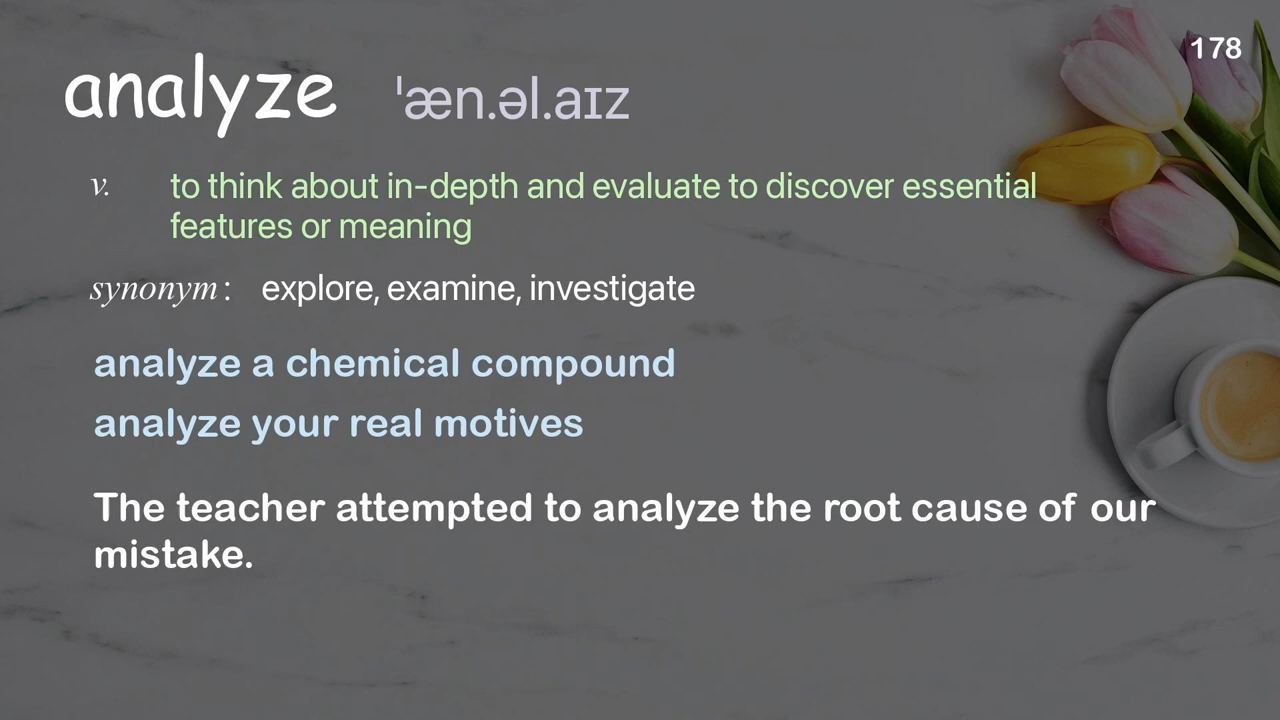 178
analyze ˈæn.əl.aɪz
v. to think about in-depth and evaluate to discover essential
features or meaning
synonym : explore, examine, investigate
analyze a chemical compound
analyze your real motives
The teacher attempted to analyze the root cause of our
mistake.